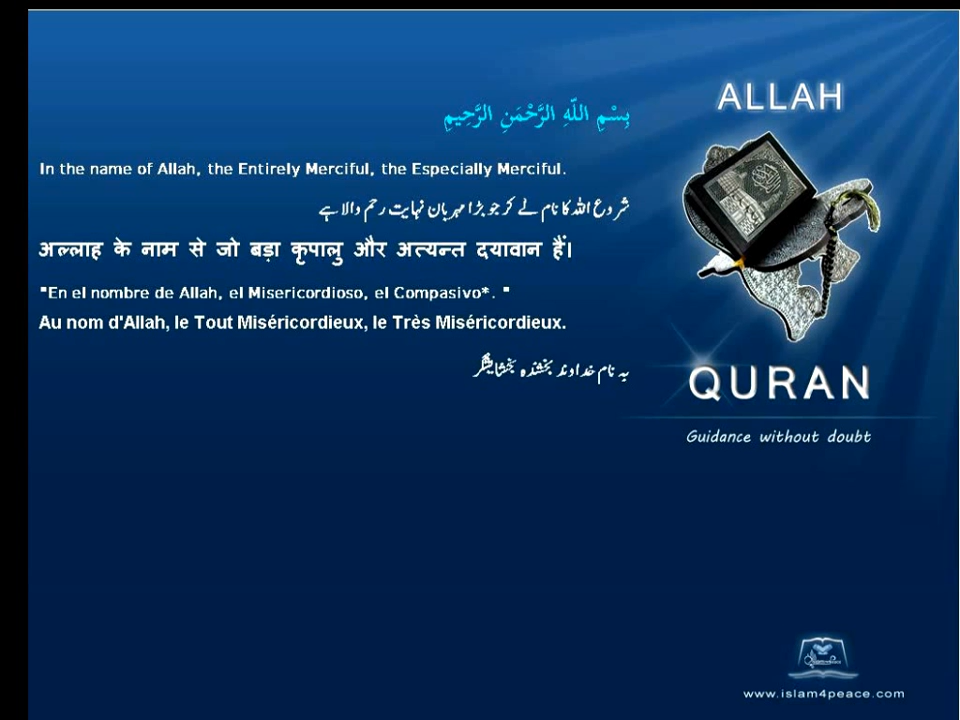 بِسْمِ اللّهِ الرَّحْمَنِ الرَّحِيمِ
In the name of Allah, the Entirely Merciful, the Especially Merciful.
شروع اللہ کا نام لے کر جو بڑا مہربان نہایت رحم والا ہے
अल्लाह के नाम से जो बड़ा कृपालु और अत्यन्त दयावान हैं।
"En el nombre de Allah, el Misericordioso, el Compasivo*. "
Au nom d'Allah, le Tout Miséricordieux, le Très Miséricordieux.
به نام خداوند بخشنده بخشایشگر
ALLAH
QURAN
Guidance without doubt
www.islam4peace.com